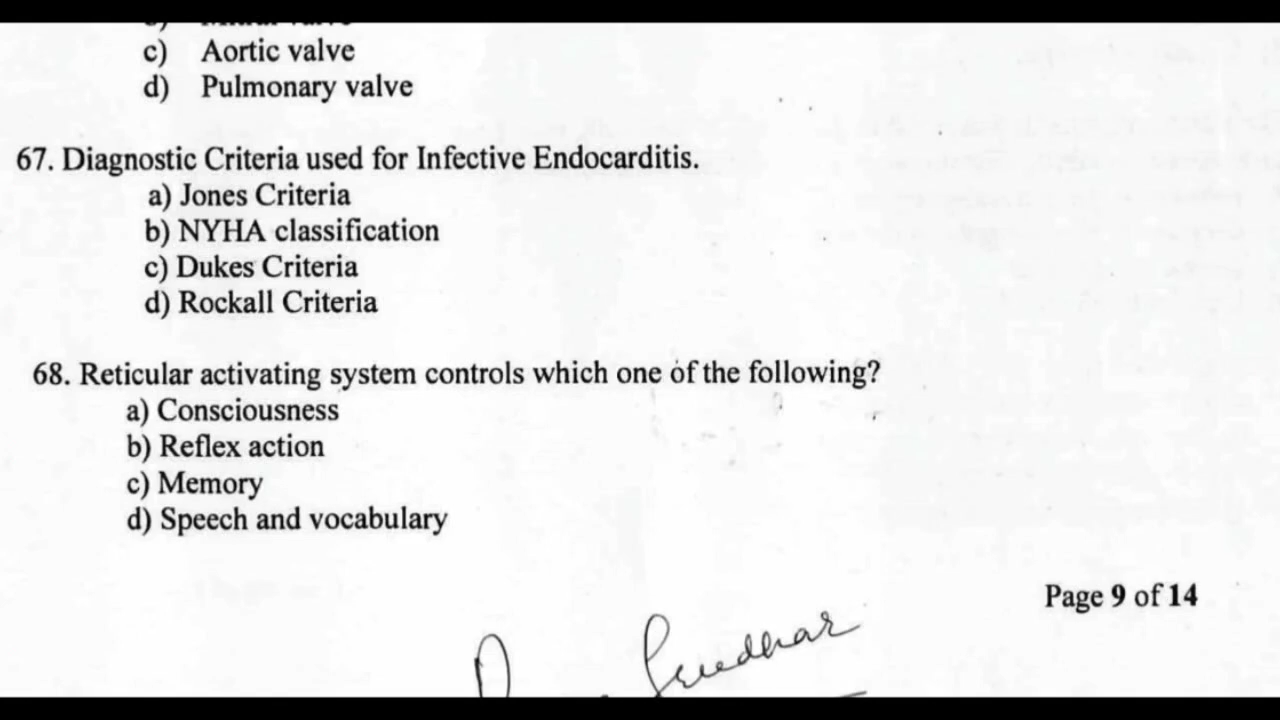 c) Aortic valve
d) Pulmonary valve
67. Diagnostic Criteria used for Infective Endocarditis.
a) Jones Criteria
b) NYHA classification
c) Dukes Criteria
d) Rockall Criteria
68. Reticular activating system controls which one of the following?
a) Consciousness
b) Reflex action
c) Memory
d) Speech and vocabulary
Page 9 of 14